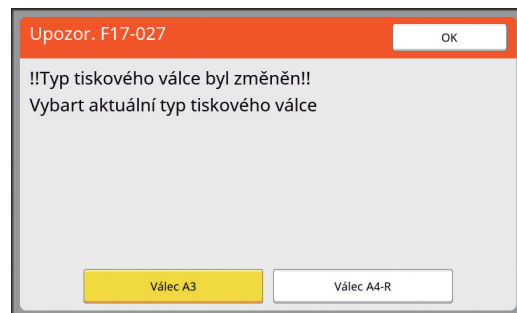 Upozor. F17-027
OK
!!Typ tiskového válce byl změněn!!
Vybart aktuální typ tiskového válce
Válec A3
Válec A4-R